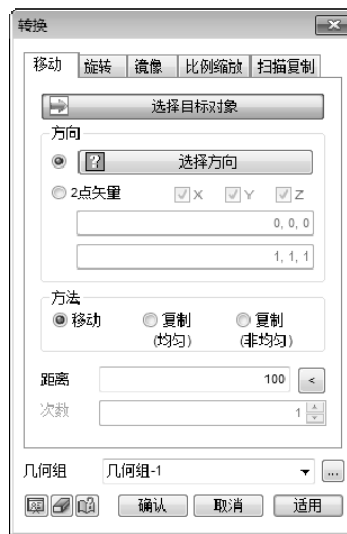 转换
移动 旋转 镜像 比例缩放 扫描复制
选择目标对象
方向
选择方向
2点矢量 X Y Z
0, 0, 0
1, 1, 1
方法
移动 复制 复制
(均匀) (非均匀)
距离 100 <
次数 1
几何组 几何组-1 ...
确认 取消 适用